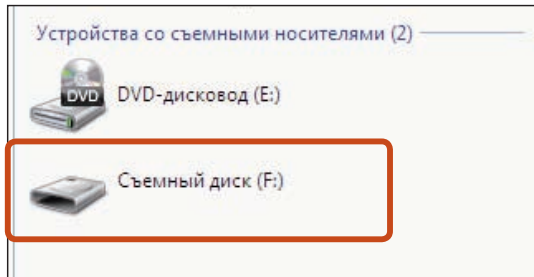 Устройства со съемными носителями (2)
DVD
DVD-дисковод (E:)
Съемный диск (F:)